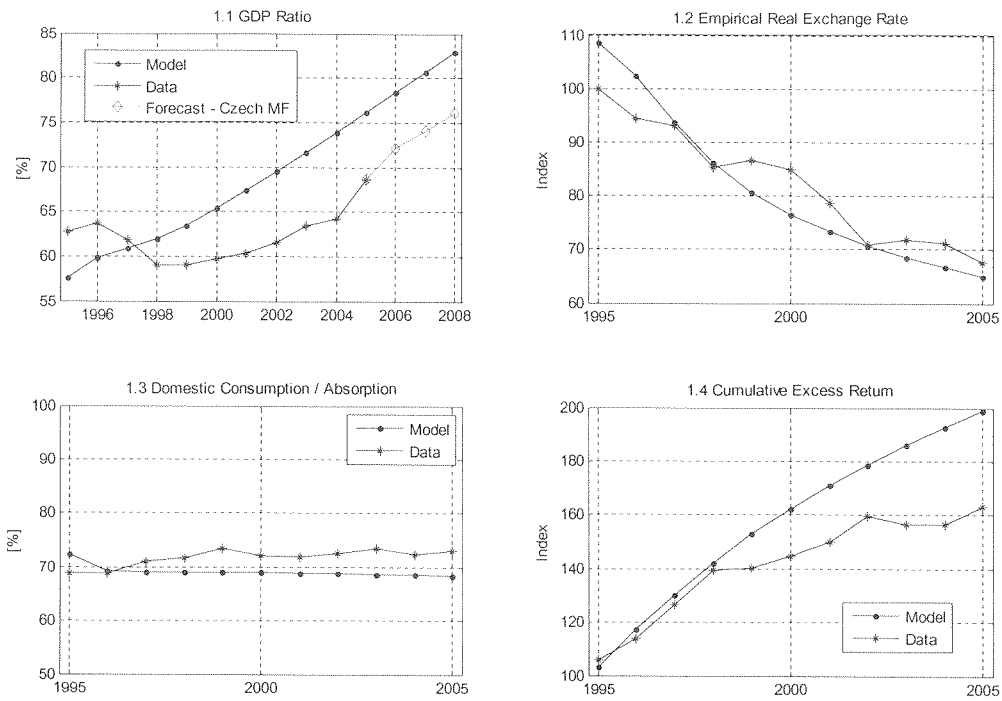 1.1 GDP Ratio
85
80
75
70
65
60
55
[%]
Model
Data
Forecast - Czech MF
1996 1998 2000 2002 2004 2006 2008
1.2 Empirical Real Exchange Rate
110
100
90
80
70
60
Index
1995 2000 2005
1.3 Domestic Consumption / Absorption
100
90
80
70
60
50
[%]
Model
Data
1995 2000 2005
1.4 Cumulative Excess Return
200
180
160
140
120
100
Index
Model
Data
1995 2000 2005